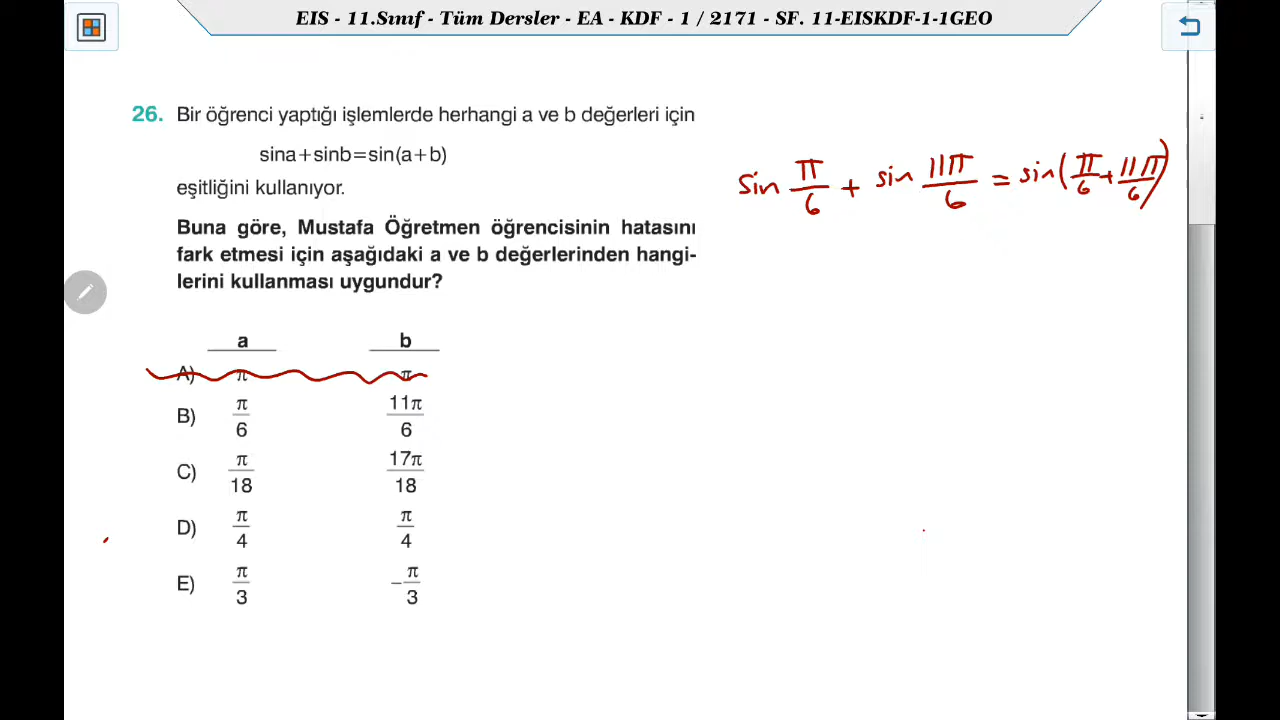 EIS - 11.Sınıf - Tüm Dersler - EA - KDF - 1 / 2171 - SF. 11-EISKDF-1-1GEO
26. Bir öğrenci yaptığı işlemlerde herhangi a ve b değerleri için
sina+sinb=sin(a+b)
eşitliğini kullanıyor.
Buna göre, Mustafa Öğretmen öğrencisinin hatasını
fark etmesi için aşağıdaki a ve b değerlerinden hangi-
lerini kullanması uygundur?
a b
A) π π
B) π/6 11π/6
C) π/18 17π/18
D) π/4 π/4
E) π/3 -π/3
sin π/6 + sin 11π/6 = sin(π/6 + 11π/6)